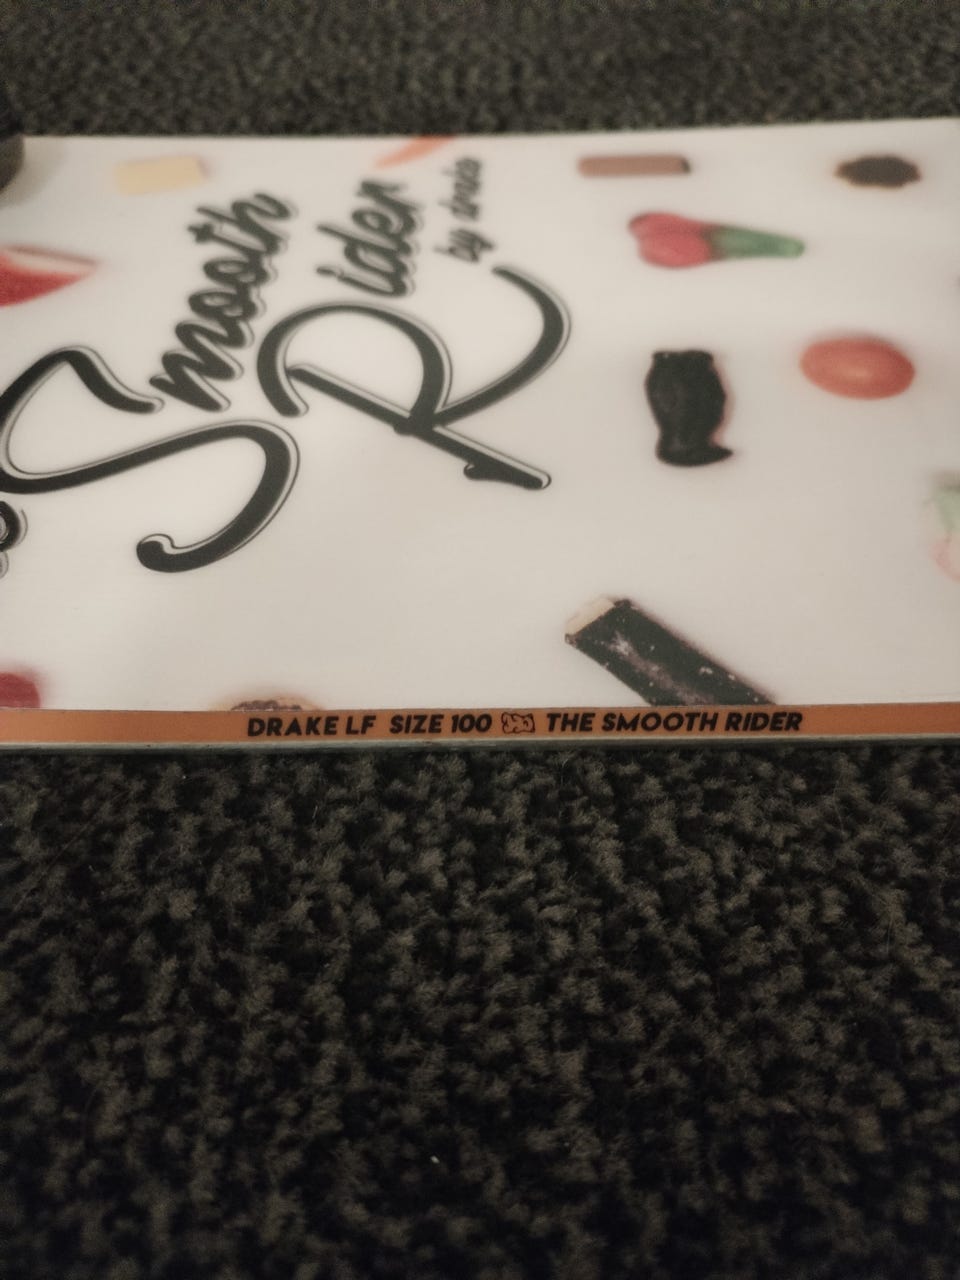 Smooth
Rider
by drake
DRAKE LF SIZE 100 THE SMOOTH RIDER